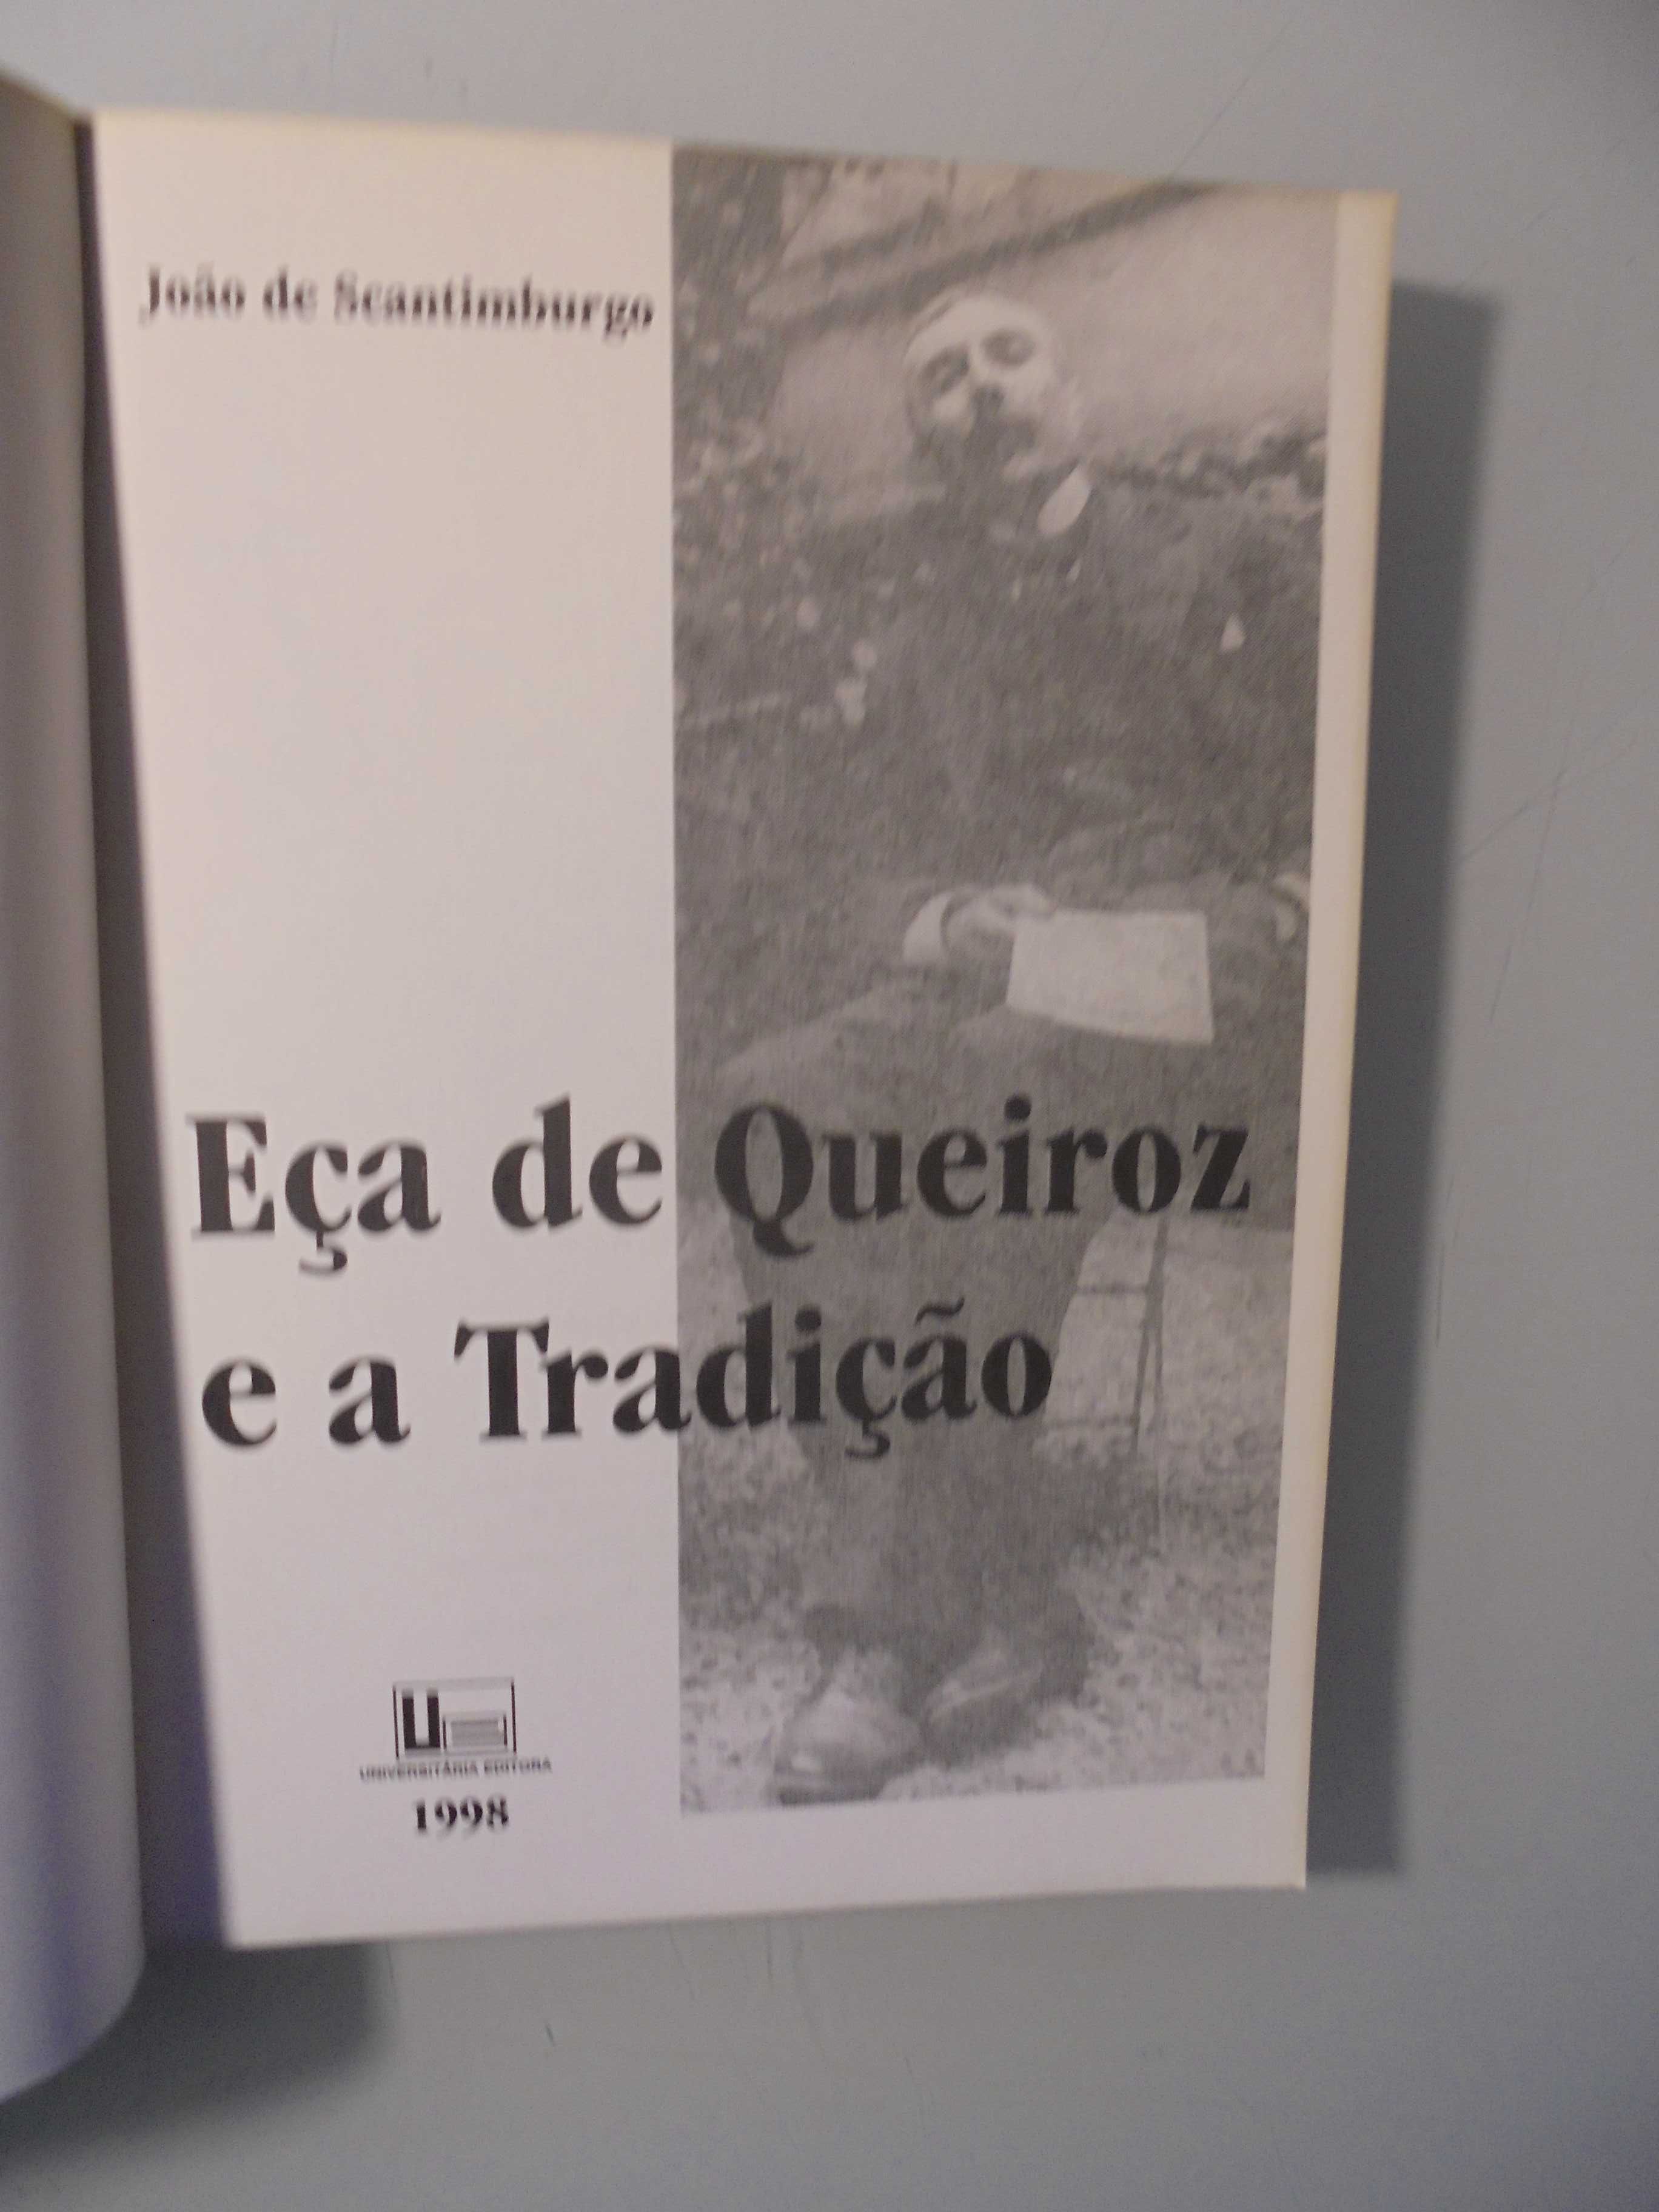 João de Scantimburgo
Eça de Queiroz
e a Tradição
UNIVERSITÁRIA EDITORA
1998